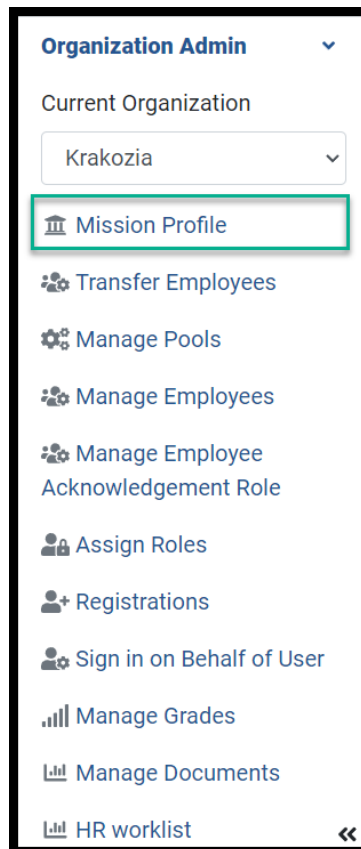 Organization Admin
Current Organization
Krakozia
Mission Profile
Transfer Employees
Manage Pools
Manage Employees
Manage Employee
Acknowledgement Role
Assign Roles
Registrations
Sign in on Behalf of User
Manage Grades
Manage Documents
HR worklist